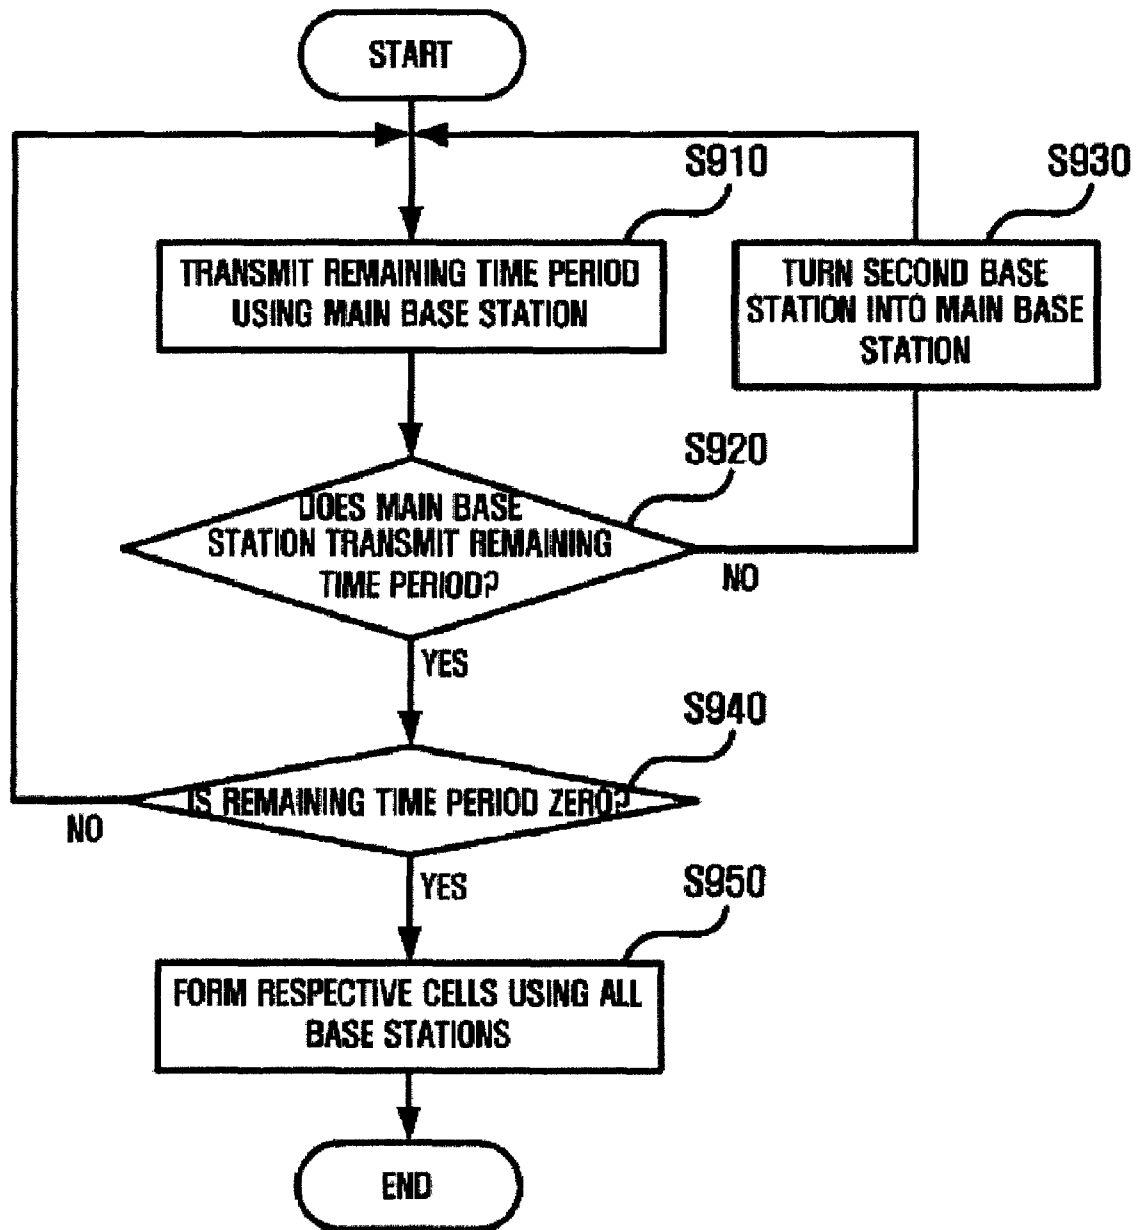 START
S910
S930
TRANSMIT REMAINING TIME PERIOD
USING MAIN BASE STATION
TURN SECOND BASE
STATION INTO MAIN BASE
STATION
S920
DOES MAIN BASE
STATION TRANSMIT REMAINING
TIME PERIOD?
NO
YES
S940
IS REMAINING TIME PERIOD ZERO?
NO
YES
S950
FORM RESPECTIVE CELLS USING ALL
BASE STATIONS
END